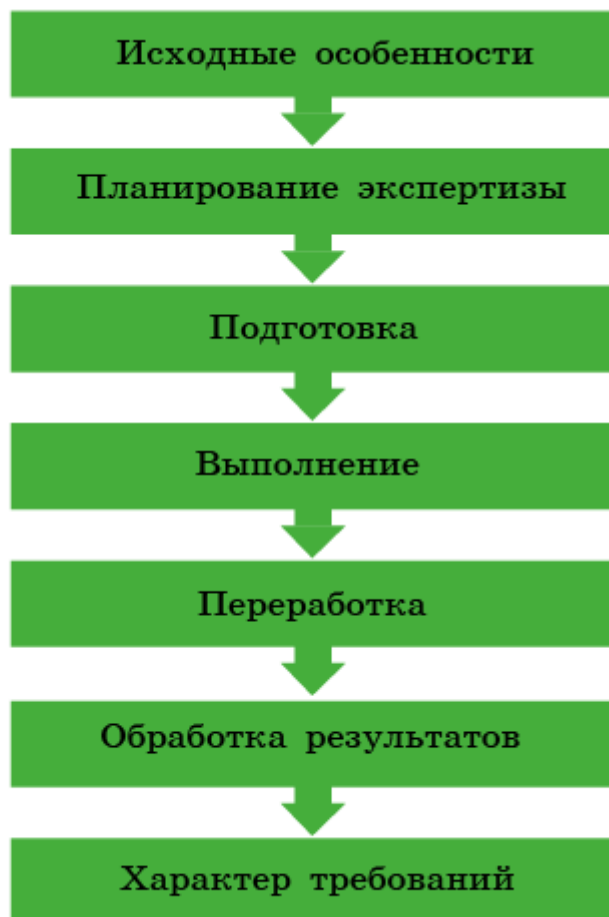 Исходные особенности
Планирование экспертизы
Подготовка
Выполнение
Переработка
Обработка результатов
Характер требований